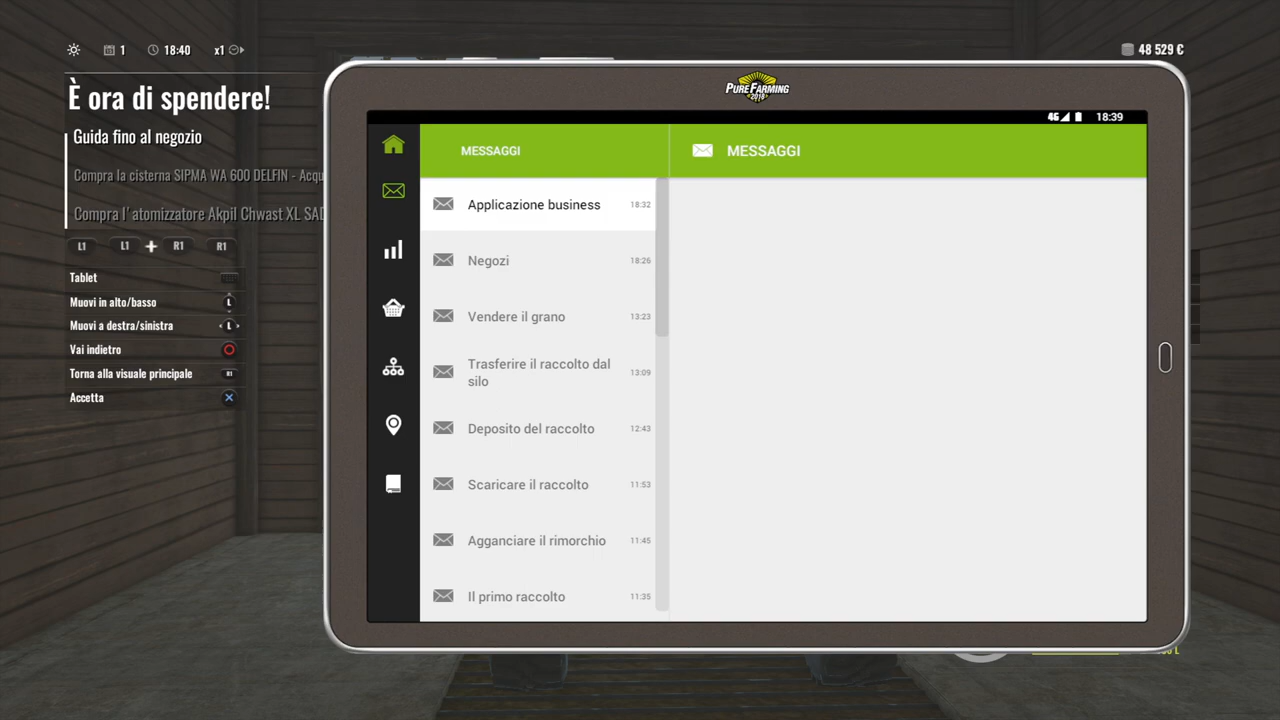 1
18:40
x1
48 529 €
È ora di spendere!
Guida fino al negozio
Compra la cisterna SIPMA WA 600 DELFIN - Acqu
Compra l'atomizzatore Akpil Chwast XL SAD
L1
L1 + R1
R1
Tablet
Muovi in alto/basso
L
Muovi a destra/sinistra
L
Vai indietro
Torna alla visuale principale
R1
Accetta
PURE FARMING
2018
4G
18:39
MESSAGGI
MESSAGGI
Applicazione business 18:32
Negozi 18:26
Vendere il grano 13:23
Trasferire il raccolto dal
silo 13:09
Deposito del raccolto 12:43
Scaricare il raccolto 11:53
Agganciare il rimorchio 11:45
Il primo raccolto 11:35